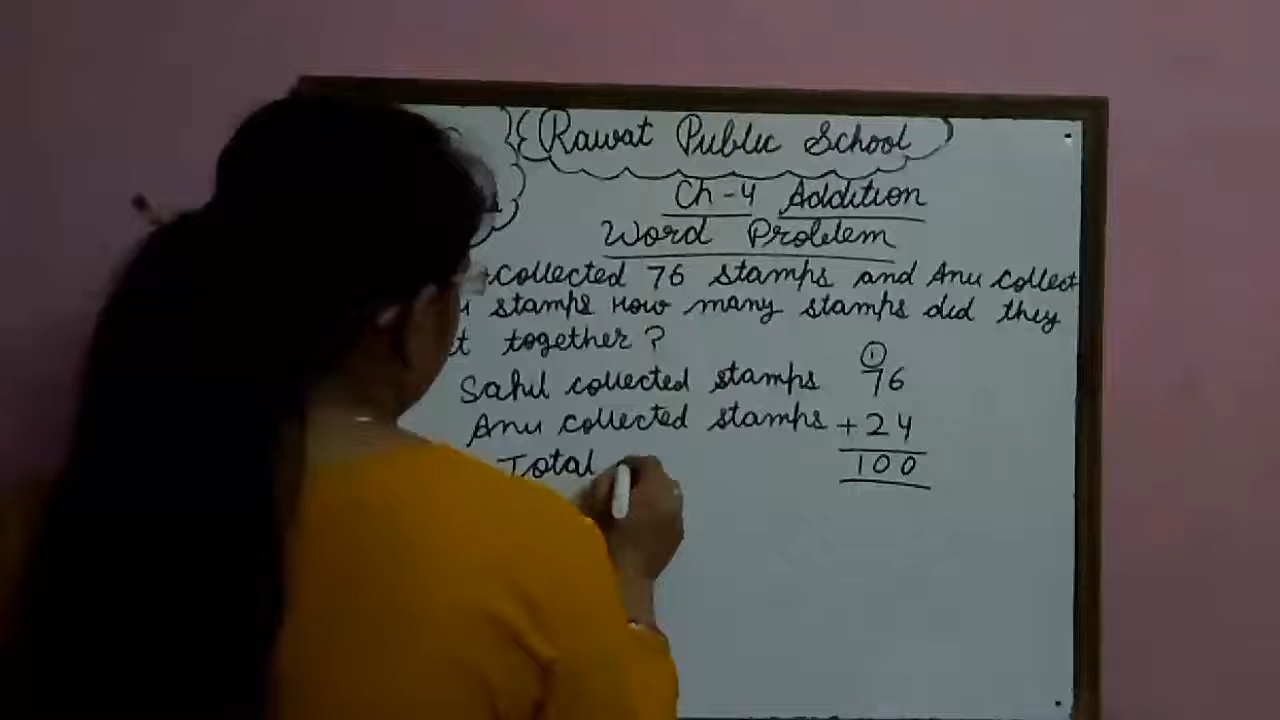 Rawat Public School
Ch-4 Addition
Word Problem
collected 76 stamps and Anu collect
stamps How many stamps did they
together?
①
Sahil collected stamps 76
Anu collected stamps + 24
Total 100